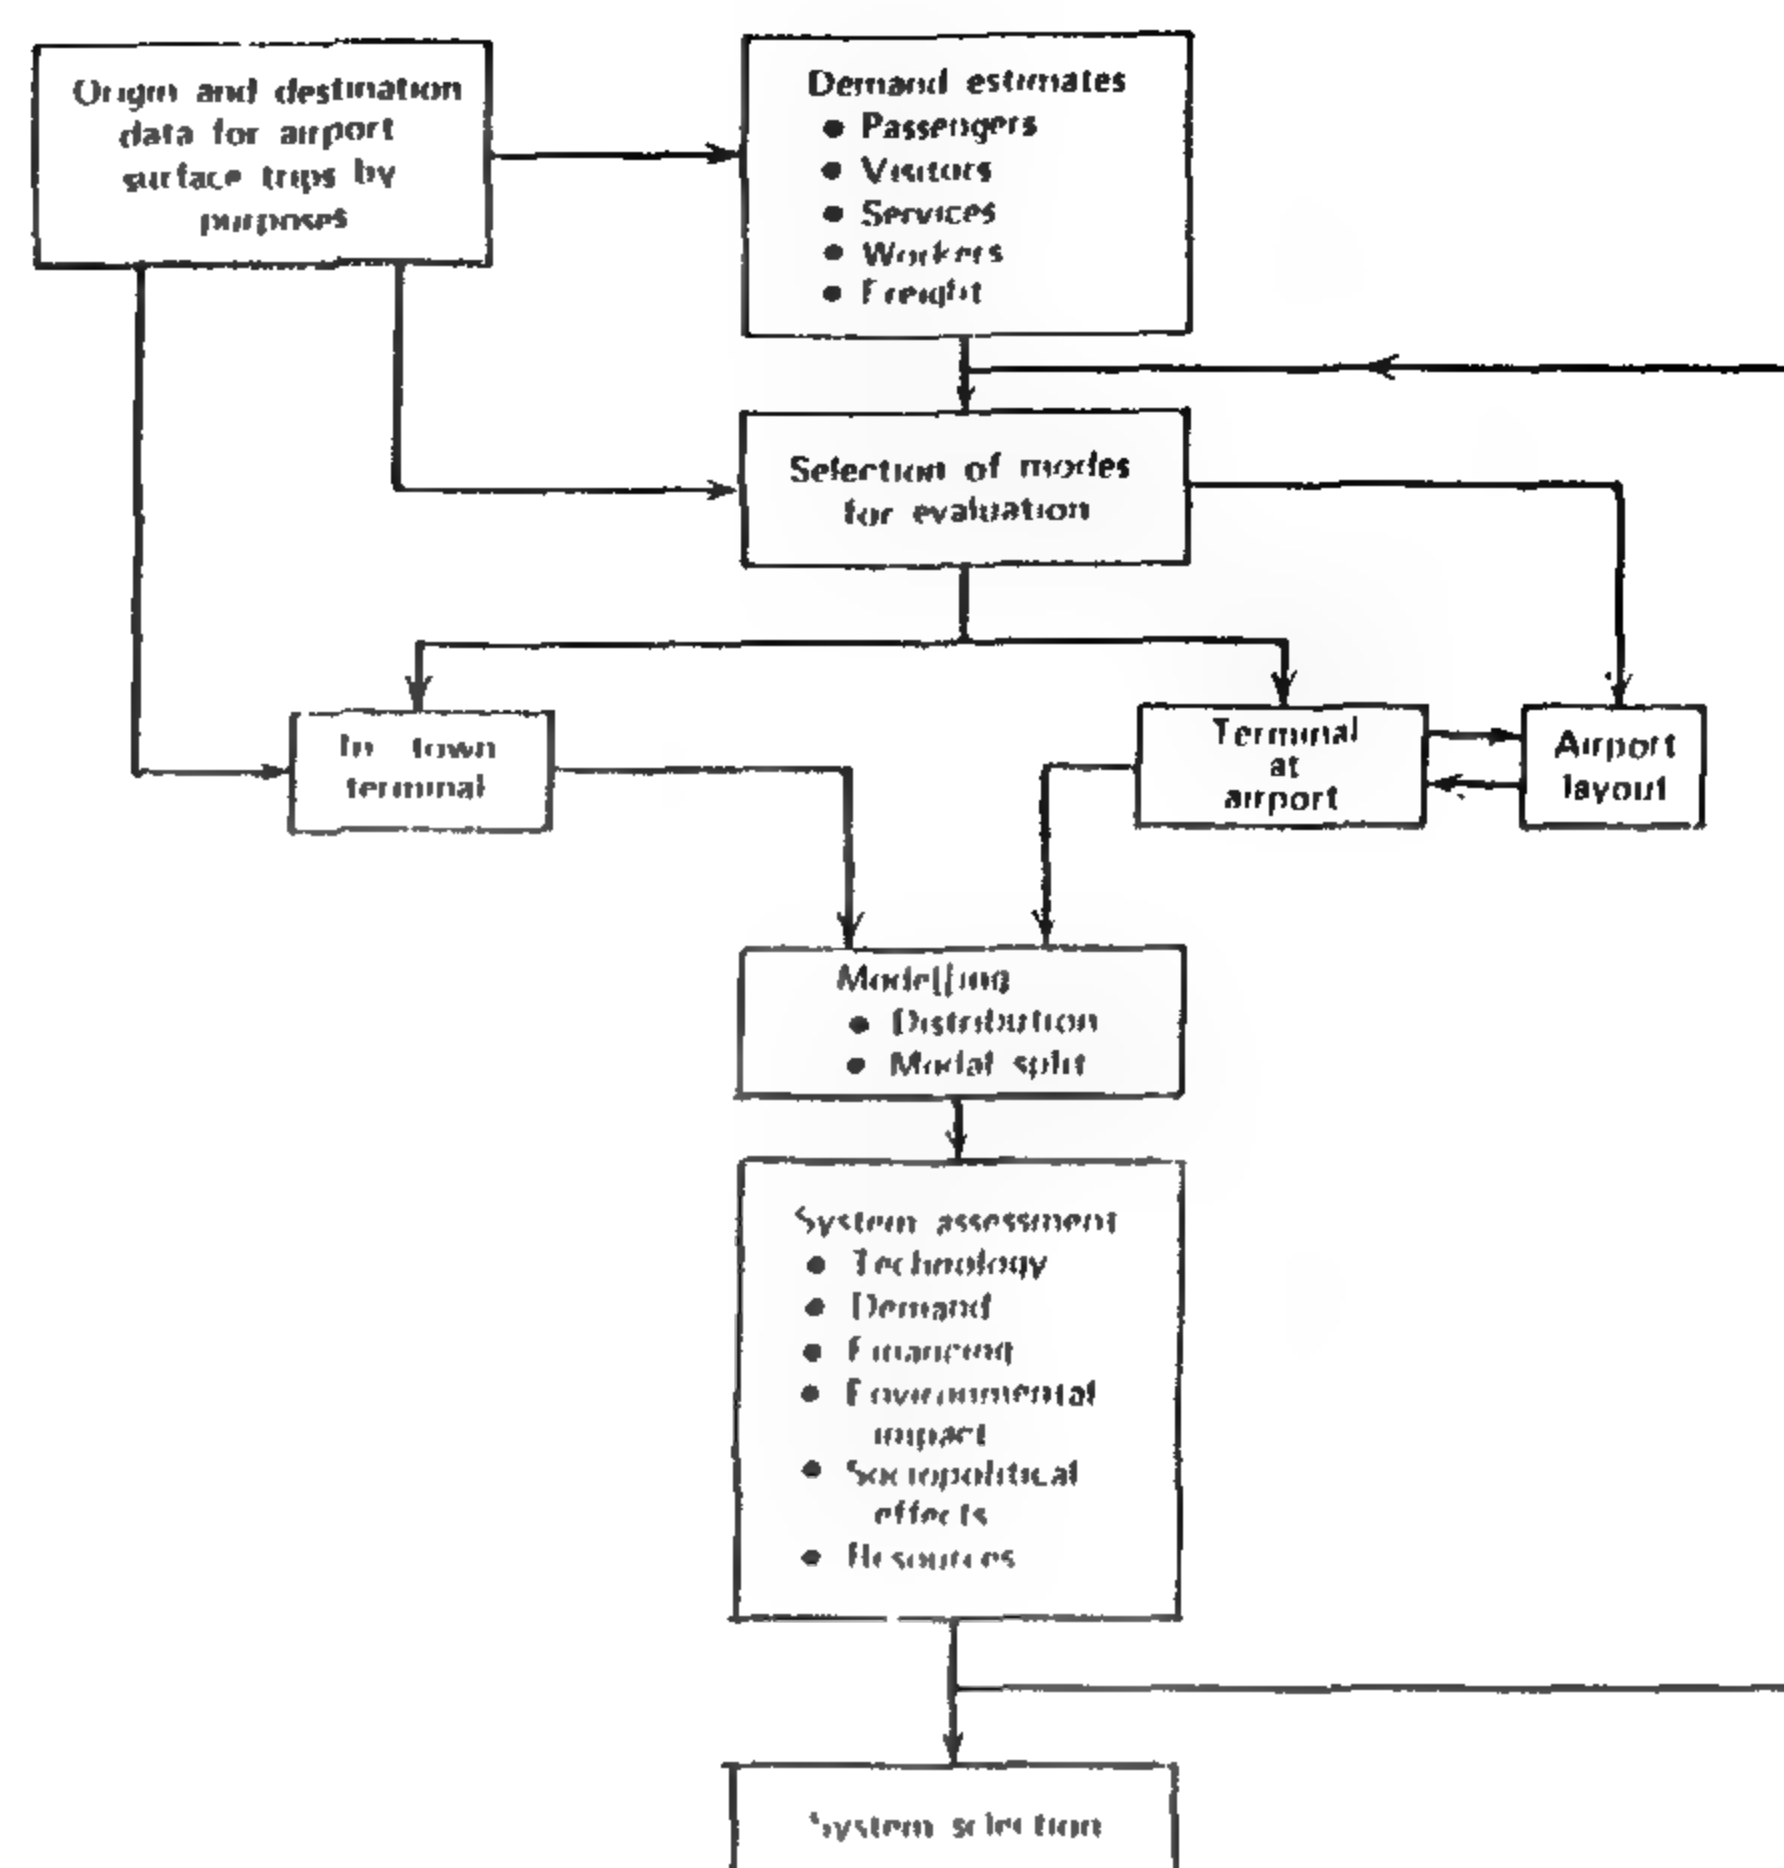 Origin and destination
data for airport
surface trips by
purposes
Demand estimates
● Passengers
● Visitors
● Services
● Workers
● Freight
Selection of modes
for evaluation
In town
terminal
Terminal
at
airport
Airport
layout
Modelling
● Distribution
● Modal split
System assessment
● Technology
● Demand
● Financing
● Environmental
impact
● Sociopolitical
effects
● Resources
System selection